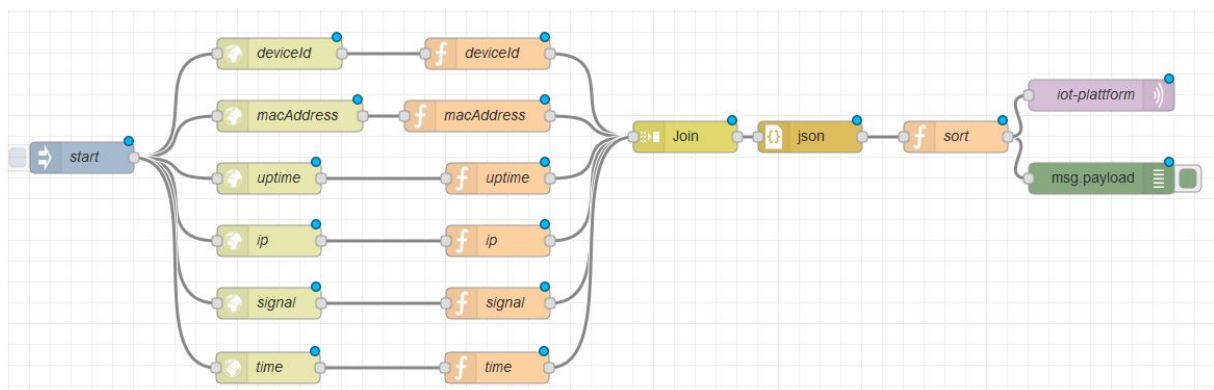 deviceId
deviceId
iot-plattform
macAddress
macAddress
Join
json
sort
start
uptime
uptime
msg.payload
ip
ip
signal
signal
time
time